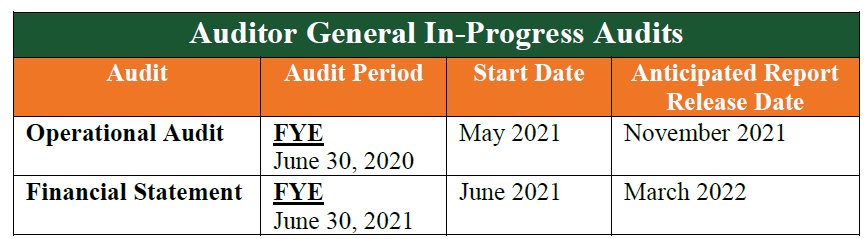 Auditor General In-Progress Audits
Audit Audit Period Start Date Anticipated Report
Release Date
Operational Audit FYE May 2021 November 2021
June 30, 2020
Financial Statement FYE June 2021 March 2022
June 30, 2021